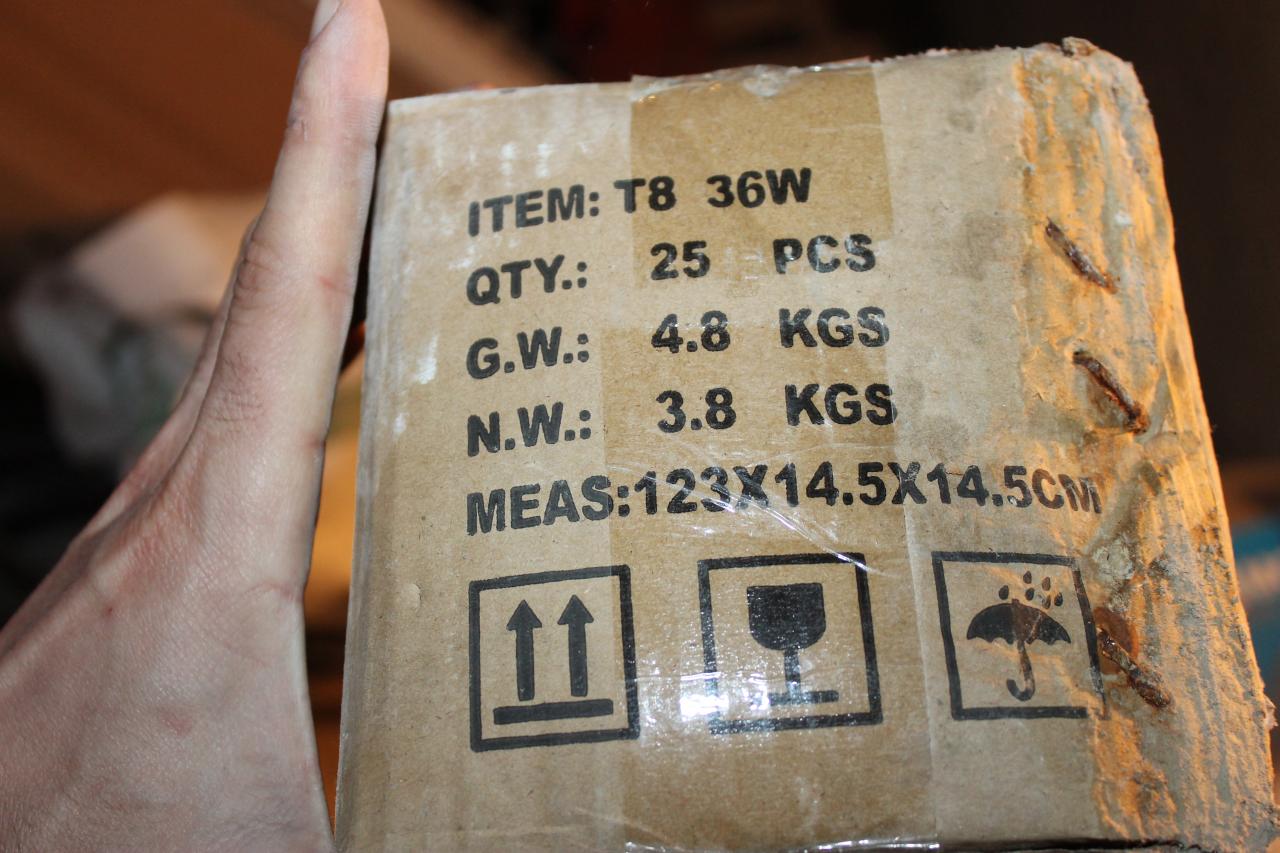 ITEM: T8 36W
QTY.: 25 PCS
G.W.: 4.8 KGS
N.W.: 3.8 KGS
MEAS:123X14.5X14.5CM